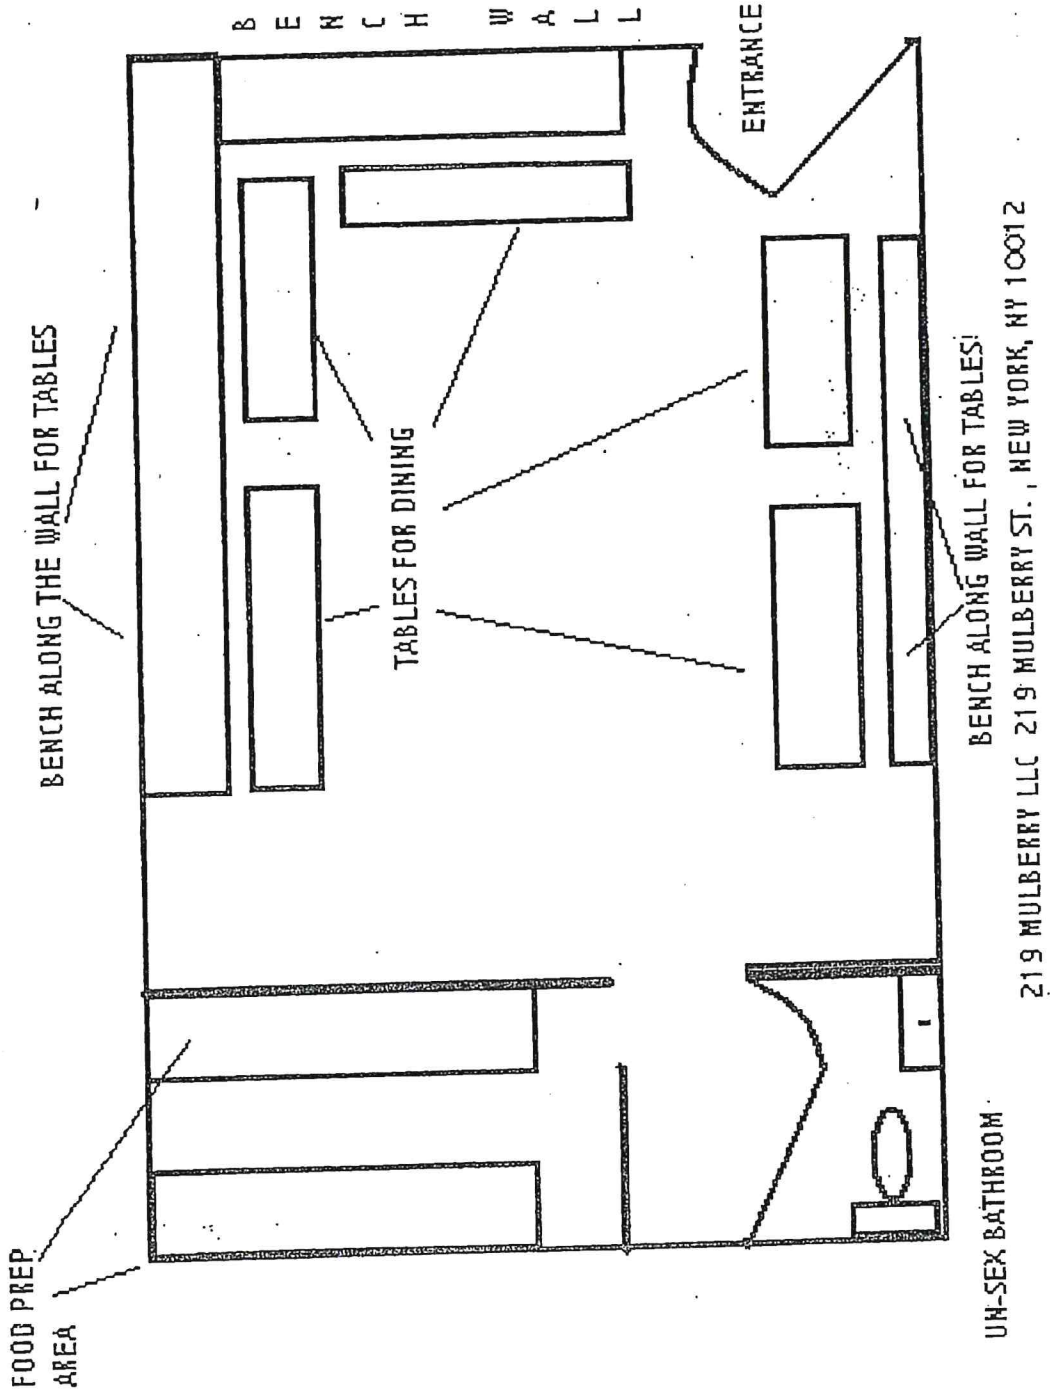 FOOD PREP
AREA
BENCH ALONG THE WALL FOR TABLES
BENCH WALL
TABLES FOR DINING
ENTRANCE
UN-SEX BATHROOM
BENCH ALONG WALL FOR TABLES!
219 MULBERRY LLC 219 MULBERRY ST., NEW YORK, NY 10012